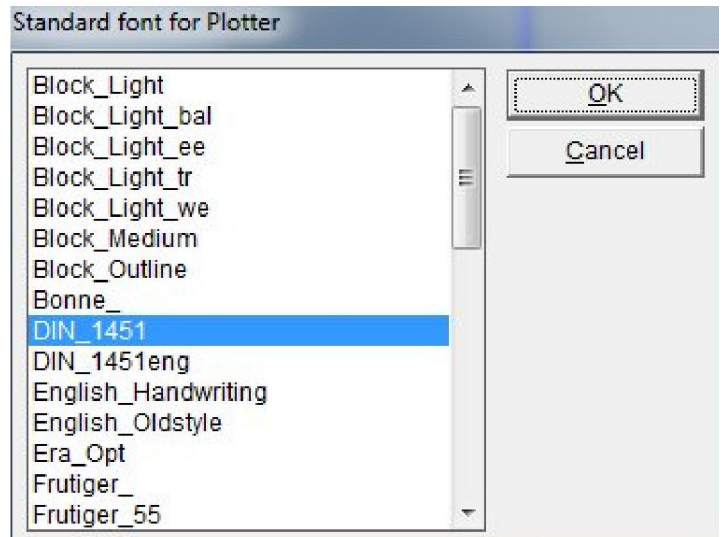 Standard font for Plotter
Block_Light
Block_Light_bal
Block_Light_ee
Block_Light_tr
Block_Light_we
Block_Medium
Block_Outline
Bonne_
DIN_1451
DIN_1451eng
English_Handwriting
English_Oldstyle
Era_Opt
Frutiger_
Frutiger_55
OK
Cancel